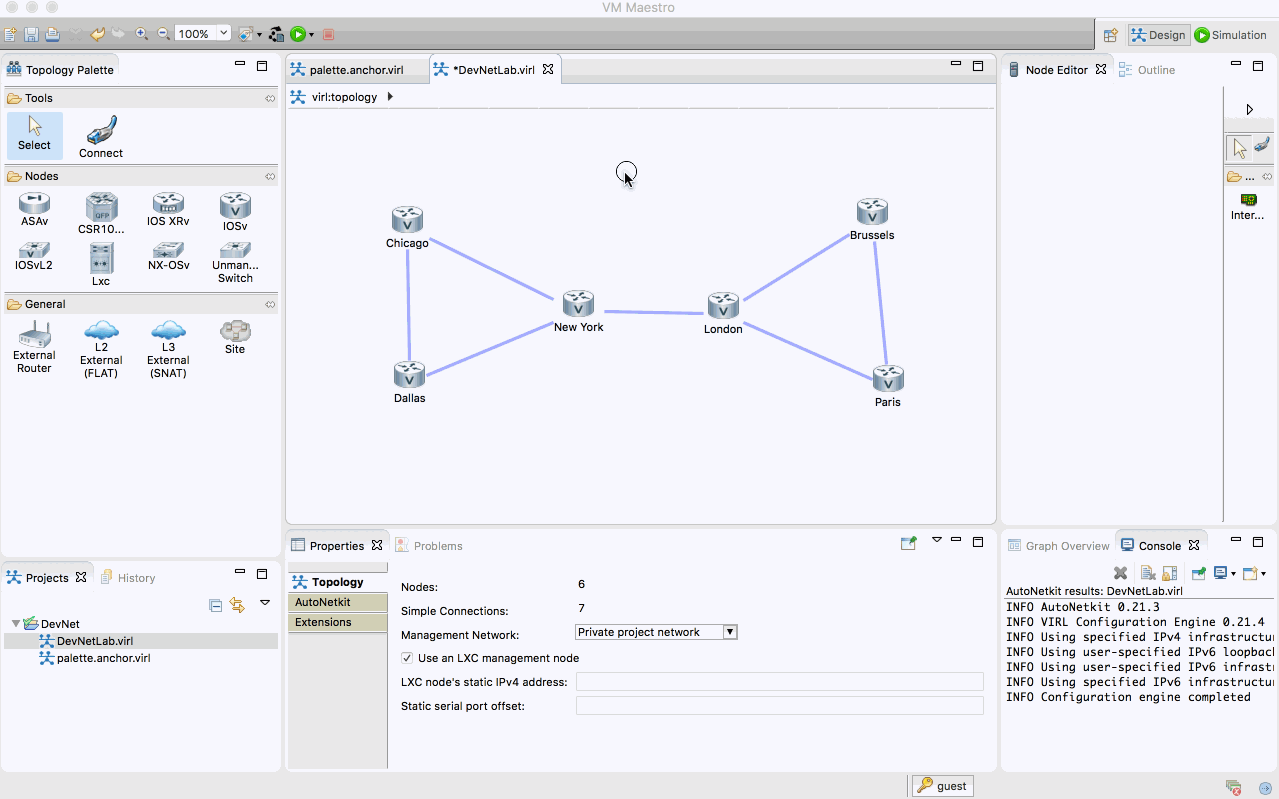 VM Maestro
100%
Design
Simulation
Topology Palette
Tools
Select
Connect
Nodes
ASAv
CSR10...
IOS XRv
IOSv
IOSvL2
Lxc
NX-OSv
Unman...
Switch
General
External
Router
L2
External
(FLAT)
L3
External
(SNAT)
Site
Projects
History
DevNet
DevNetLab.virl
palette.anchor.virl
palette.anchor.virl
*DevNetLab.virl
virl:topology
Chicago
Brussels
New York
London
Dallas
Paris
Properties
Problems
Topology
AutoNetkit
Extensions
Nodes: 6
Simple Connections: 7
Management Network: Private project network
Use an LXC management node
LXC node's static IPv4 address:
Static serial port offset:
Node Editor
Outline
...
Inter...
Graph Overview
Console
AutoNetkit results: DevNetLab.virl
INFO AutoNetkit 0.21.3
INFO VIRL Configuration Engine 0.21.4
INFO Using specified IPv4 infrastructu
INFO Using user-specified IPv6 loopback
INFO Using user-specified IPv6 infrast
INFO Using specified IPv6 infrastructu
INFO Configuration engine completed
guest